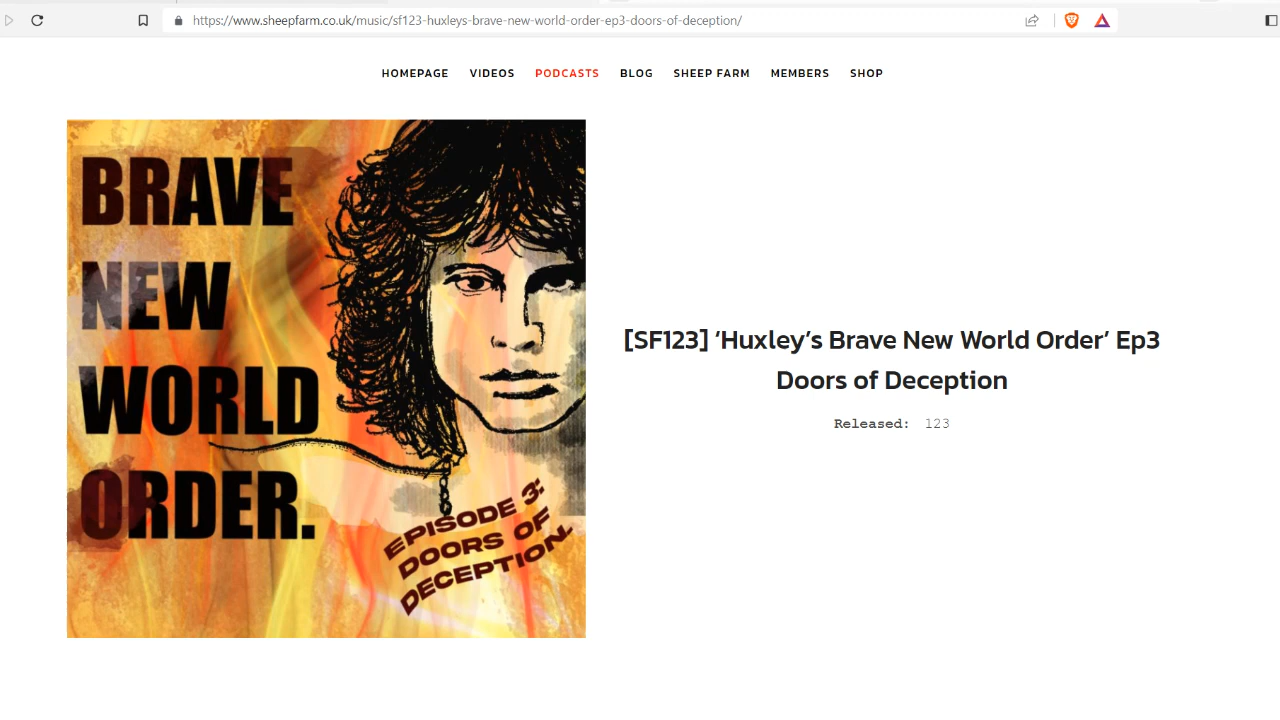 https://www.sheepfarm.co.uk/music/sf123-huxleys-brave-new-world-order-ep3-doors-of-deception/
HOMEPAGE VIDEOS PODCASTS BLOG SHEEP FARM MEMBERS SHOP
BRAVE
NEW
WORLD
ORDER.
EPISODE 3:
DOORS OF
DECEPTION.
[SF123] ‘Huxley’s Brave New World Order’ Ep3
Doors of Deception
Released: 123